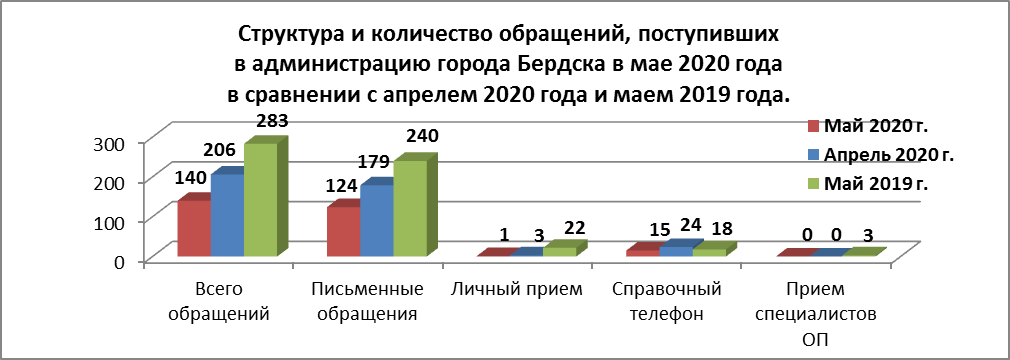 Структура и количество обращений, поступивших
в администрацию города Бердска в мае 2020 года
в сравнении с апрелем 2020 года и маем 2019 года.
Май 2020 г.
Апрель 2020 г.
Май 2019 г.
300
200
100
0
140 206 283
124 179 240
1 3 22
15 24 18
0 0 3
Всего
обращений
Письменные
обращения
Личный прием
Справочный
телефон
Прием
специалистов
ОП